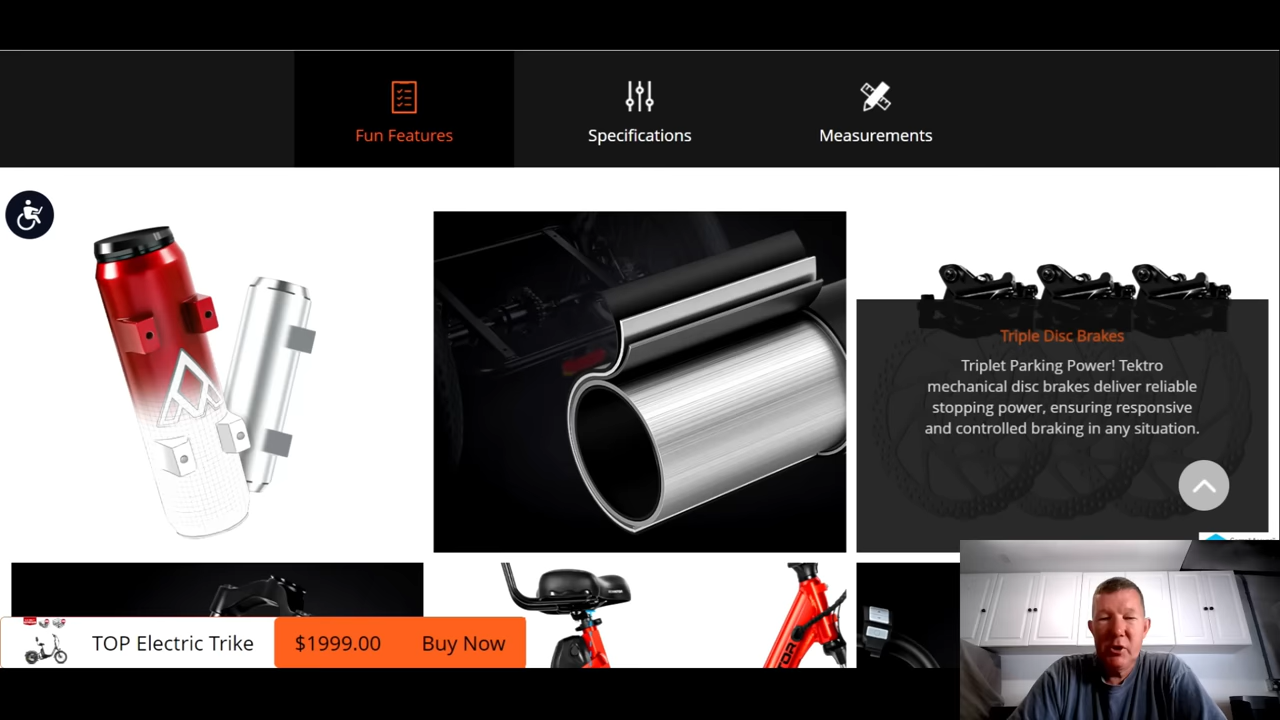 Fun Features
Specifications
Measurements
Triple Disc Brakes
Triplet Parking Power! Tektro
mechanical disc brakes deliver reliable
stopping power, ensuring responsive
and controlled braking in any situation.
TOP Electric Trike
$1999.00
Buy Now